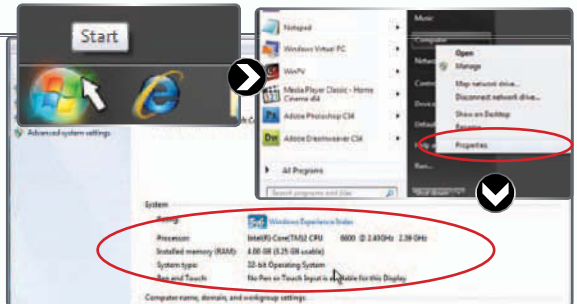 Start
Notepad
Windows Virtual PC
WinTV
Media Player Classic - Home
Cinema x64
Ps Adobe Photoshop CS4
Dw Adobe Dreamweaver CS4
All Programs
Search programs and files
Music
Computer
Open
Manage
Map network drive...
Disconnect network drive...
Show on Desktop
Rename
Properties
Run...
Advanced system settings
System
Rating:
Windows Experience Index
Processor: Intel(R) Core(TM)2 CPU 6600 @ 2.40GHz 2.39 GHz
Installed memory (RAM): 4.00 GB (3.25 GB usable)
System type: 32-bit Operating System
Pen and Touch: No Pen or Touch Input is available for this Display
Computer name, domain, and workgroup settings